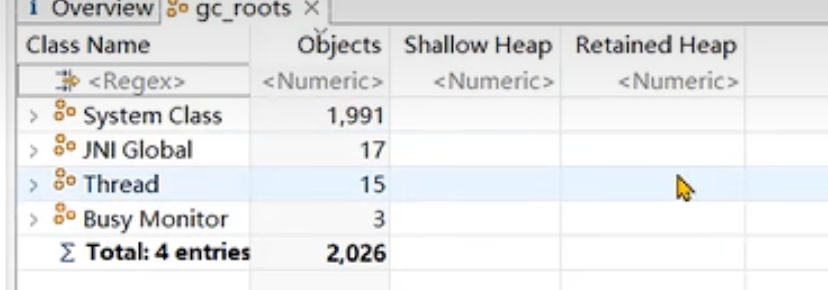 i Overview gc_roots ×
Class Name Objects Shallow Heap Retained Heap
<Regex> <Numeric> <Numeric> <Numeric>
> System Class 1,991
> JNI Global 17
> Thread 15
> Busy Monitor 3
Σ Total: 4 entries 2,026